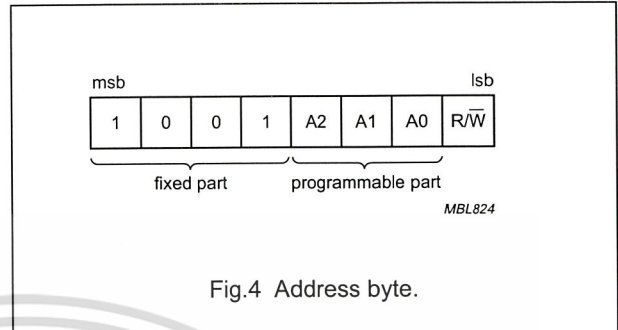 msb lsb
1 0 0 1 A2 A1 A0 R/W̅
fixed part programmable part
MBL824
Fig.4 Address byte.